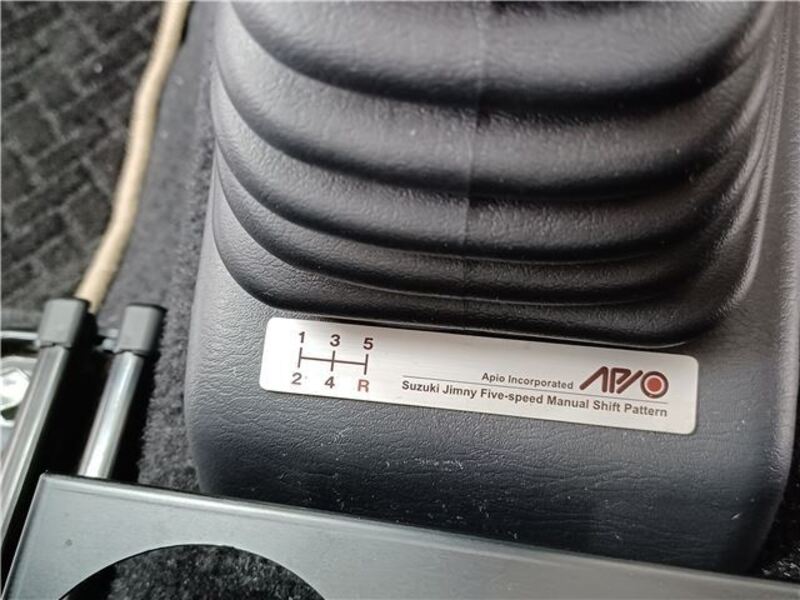 1 3 5
2 4 R
Apio Incorporated APIO
Suzuki Jimny Five-speed Manual Shift Pattern